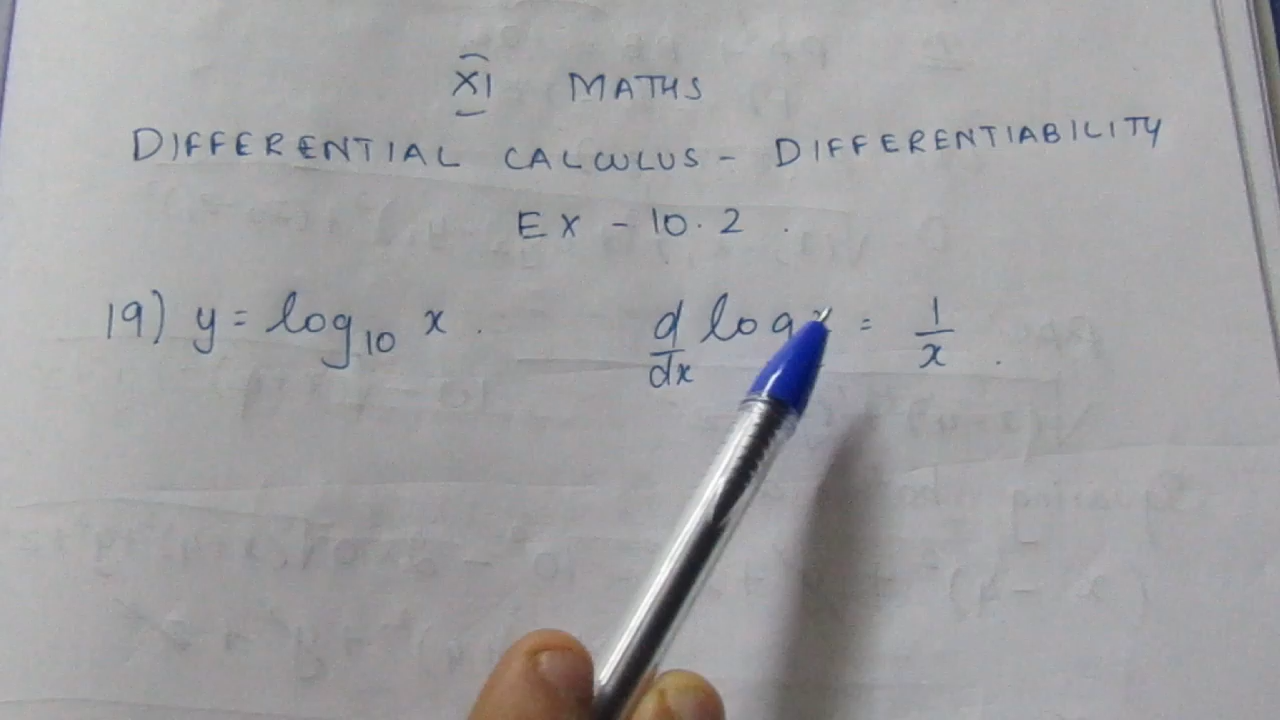 XI MATHS
DIFFERENTIAL CALCULUS - DIFFERENTIABILITY
EX - 10.2 .
19) y = log₁₀ x . d/dx log x = 1/x .